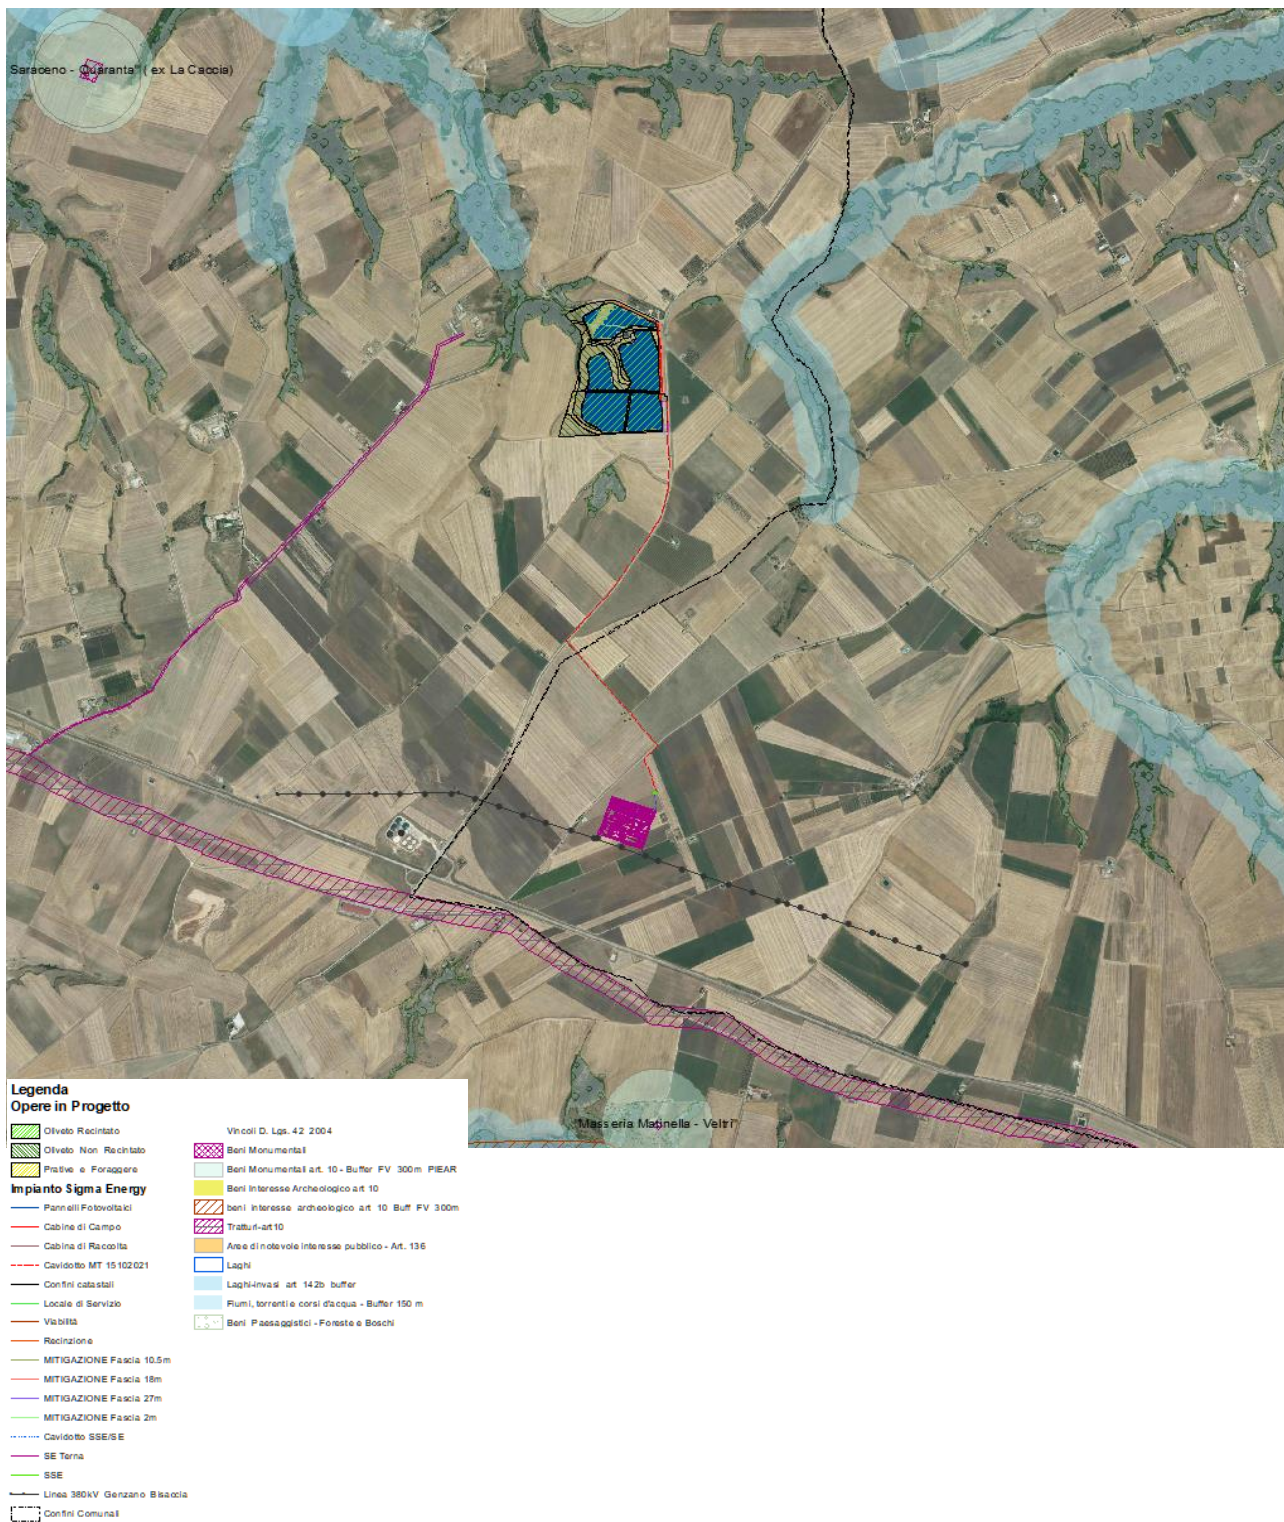 Saraceno - Quaranta" ( ex La Caccia)
"Masseria Matinella - Veltri"
Legenda
Opere in Progetto
Oliveto Recintato
Oliveto Non Recintato
Prative e Foraggere
Impianto Sigma Energy
Pannelli Fotovoltaici
Cabine di Campo
Cabina di Raccolta
Cavidotto MT 15102021
Confini catastali
Locale di Servizio
Viabilità
Recinzione
MITIGAZIONE Fascia 10.5m
MITIGAZIONE Fascia 18m
MITIGAZIONE Fascia 27m
MITIGAZIONE Fascia 2m
Cavidotto SSE/SE
SE Terna
SSE
Linea 380kV Genzano Bisaccia
Confini Comunali
Vincoli D. Lgs. 42 2004
Beni Monumentali
Beni Monumentali art. 10 - Buffer FV 300m PIEAR
Beni Interesse Archeologico art 10
beni interesse archeologico art 10 Buff FV 300m
Tratturi-art10
Aree di notevole interesse pubblico - Art. 136
Laghi
Laghi-invasi art 142b buffer
Fiumi, torrenti e corsi d'acqua - Buffer 150 m
Beni Paesaggistici - Foreste e Boschi